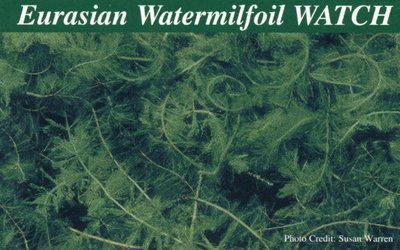 Eurasian Watermilfoil WATCH
Photo Credit: Susan Warren